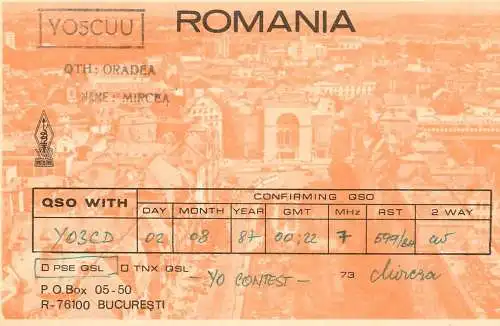 YO5CUU
ROMANIA
QTH: ORADEA
NAME: MIRCEA
QSO WITH
CONFIRMING QSO
DAY MONTH YEAR GMT MHz RST 2 WAY
YO3CD 02 08 87 00;22 7 599/ cw
PSE QSL TNX QSL - YO CONTEST - 73 Mircea
P.O.Box 05-50
R-76100 BUCUREŞTI